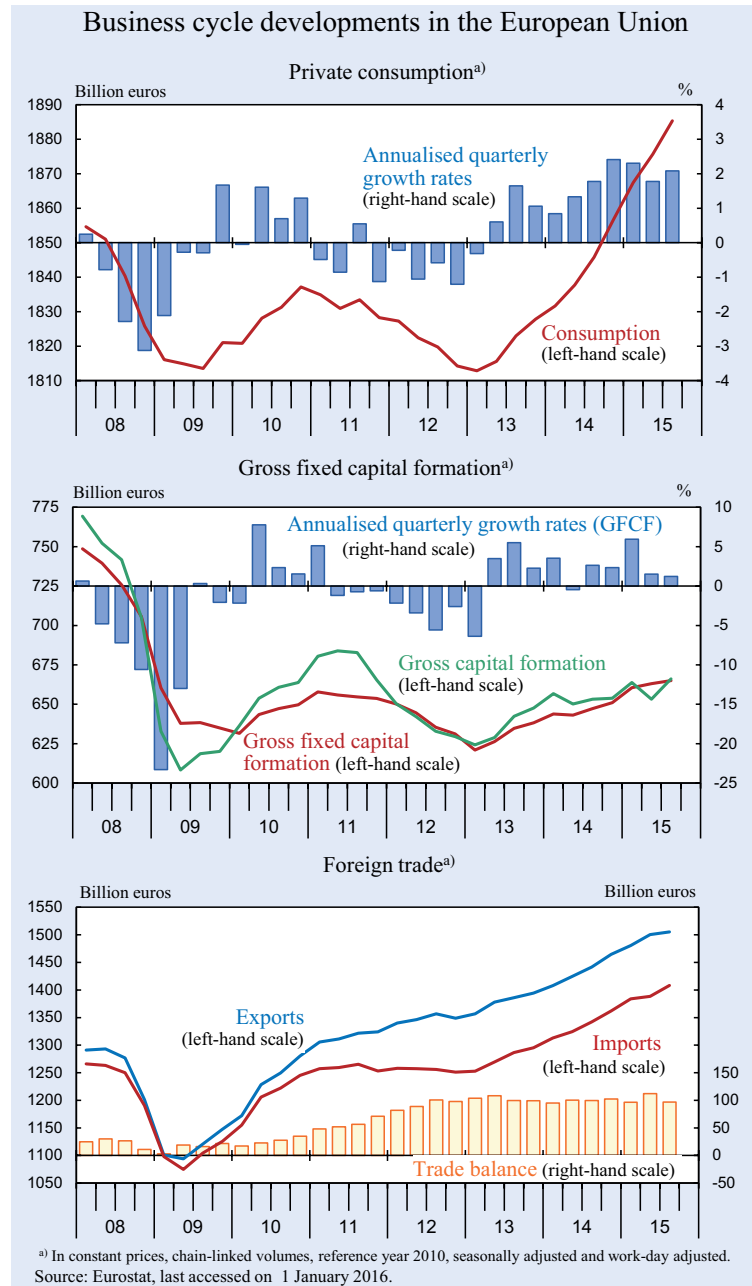 Business cycle developments in the European Union
Private consumptiona)
Billion euros %
1890 4
1880 3
1870 2
1860 1
1850 0
1840 -1
1830 -2
1820 -3
1810 -4
Annualised quarterly
growth rates
(right-hand scale)
Consumption
(left-hand scale)
08 09 10 11 12 13 14 15
Gross fixed capital formationa)
Billion euros %
775 10
750 5
725 0
700 -5
675 -10
650 -15
625 -20
600 -25
Annualised quarterly growth rates (GFCF)
(right-hand scale)
Gross capital formation
(left-hand scale)
Gross fixed capital
formation (left-hand scale)
08 09 10 11 12 13 14 15
Foreign tradea)
Billion euros Billion euros
1550
1500
1450
1400
1350
1300
1250 150
1200 100
1150 50
1100 0
1050 -50
Exports
(left-hand scale)
Imports
(left-hand scale)
Trade balance (right-hand scale)
08 09 10 11 12 13 14 15
a) In constant prices, chain-linked volumes, reference year 2010, seasonally adjusted and work-day adjusted.
Source: Eurostat, last accessed on 1 January 2016.